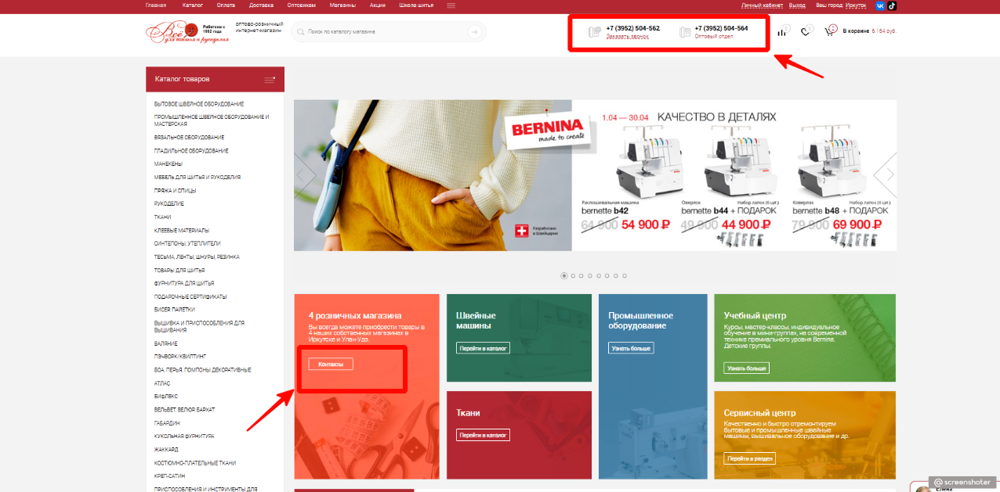 Главная Каталог Оплата Доставка Оптовикам Магазины Акции Школа шитья Личный кабинет Выход Ваш город: Иркутск
Всё для шитья и рукоделия
Работаем с 1992 года
оптово-розничный
интернет-магазин
Поиск по каталогу магазина
+7 (3952) 504-562
Заказать звонок
+7 (3952) 504-564
Оптовый отдел
В корзине 6 164 руб.
Каталог товаров
БЫТОВОЕ ШВЕЙНОЕ ОБОРУДОВАНИЕ
ПРОМЫШЛЕННОЕ ШВЕЙНОЕ ОБОРУДОВАНИЕ И
МАСТЕРСКАЯ
ВЯЗАЛЬНОЕ ОБОРУДОВАНИЕ
ГЛАДИЛЬНОЕ ОБОРУДОВАНИЕ
МАНЕКЕНЫ
МЕБЕЛЬ ДЛЯ ШИТЬЯ И РУКОДЕЛИЯ
ПРЯЖА И СПИЦЫ
РУКОДЕЛИЕ
ТКАНИ
КЛЕЕВЫЕ МАТЕРИАЛЫ
СИНТЕПОНЫ, УТЕПЛИТЕЛИ
ТЕСЬМА, ЛЕНТЫ, ШНУРЫ, РЕЗИНКА
ТОВАРЫ ДЛЯ ШИТЬЯ
ФУРНИТУРА ДЛЯ ШИТЬЯ
ПОДАРОЧНЫЕ СЕРТИФИКАТЫ
БИСЕР ПАЙЕТКИ
ВЫШИВКА И ПРИСПОСОБЛЕНИЯ ДЛЯ
ВЫШИВАНИЯ
ВАЛЯНИЕ
ПЭЧВОРК/КВИЛТИНГ
БОА, ПЕРЬЯ, ПОМПОНЫ ДЕКОРАТИВНЫЕ
АТЛАС
БИФЛЕКС
ВЕЛЬВЕТ, ВЕЛЮР, БАРХАТ
ГАБАРДИН
КУКОЛЬНАЯ ФУРНИТУРА
ЖАККАРД
КОСТЮМНО-ПЛАТЕЛЬНЫЕ ТКАНИ
КРЕП-САТИН
ПРИСПОСОБЛЕНИЯ И ИНСТРУМЕНТЫ ДЛЯ
BERNINA
made to create
Разработано
в Швейцарии
1.04 — 30.04 КАЧЕСТВО В ДЕТАЛЯХ
Распошивальная машина
bernette b42
64 900 54 900 ₽
Оверлок Набор лапок (6 шт.)
bernette b44 + ПОДАРОК
49 900 44 900 ₽
Коверлок Набор лапок (6 шт.)
bernette b48 + ПОДАРОК
79 900 69 900 ₽
4 розничных магазина
Вы всегда можете приобрести товары в
4 наших собственных магазинах в
Иркутске и Улан-Удэ.
Контакты
Швейные
машины
Перейти в каталог
Промышленное
оборудование
Узнать больше
Учебный центр
Курсы, мастер-классы, индивидуальное
обучение в мини-группах, на современной
технике премиального уровня Bernina.
Детские группы.
Узнать больше
Ткани
Перейти в каталог
Сервисный центр
Качественно и быстро отремонтируем
бытовые и промышленные швейные
машины, вышивальное оборудование и др.
Перейти в раздел
Елена
@screenshoter